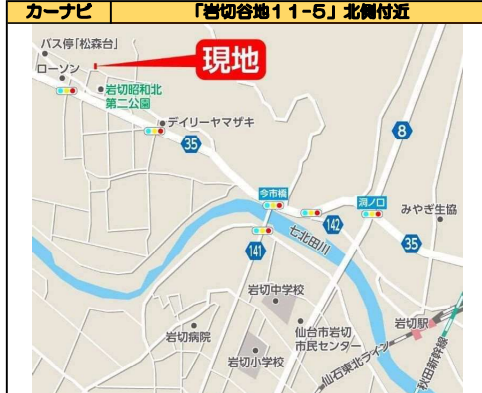 カーナビ 「岩切谷地11-5」北側付近
バス停「松森台」
現地
ローソン
岩切昭和北
第二公園
デイリーヤマザキ
35
8
今市橋
洞ノ口
みやぎ生協
142
七北田川
35
141
岩切中学校
岩切病院
仙台市岩切
市民センター
岩切駅
岩切小学校
仙石東北ライン
秋田新幹線